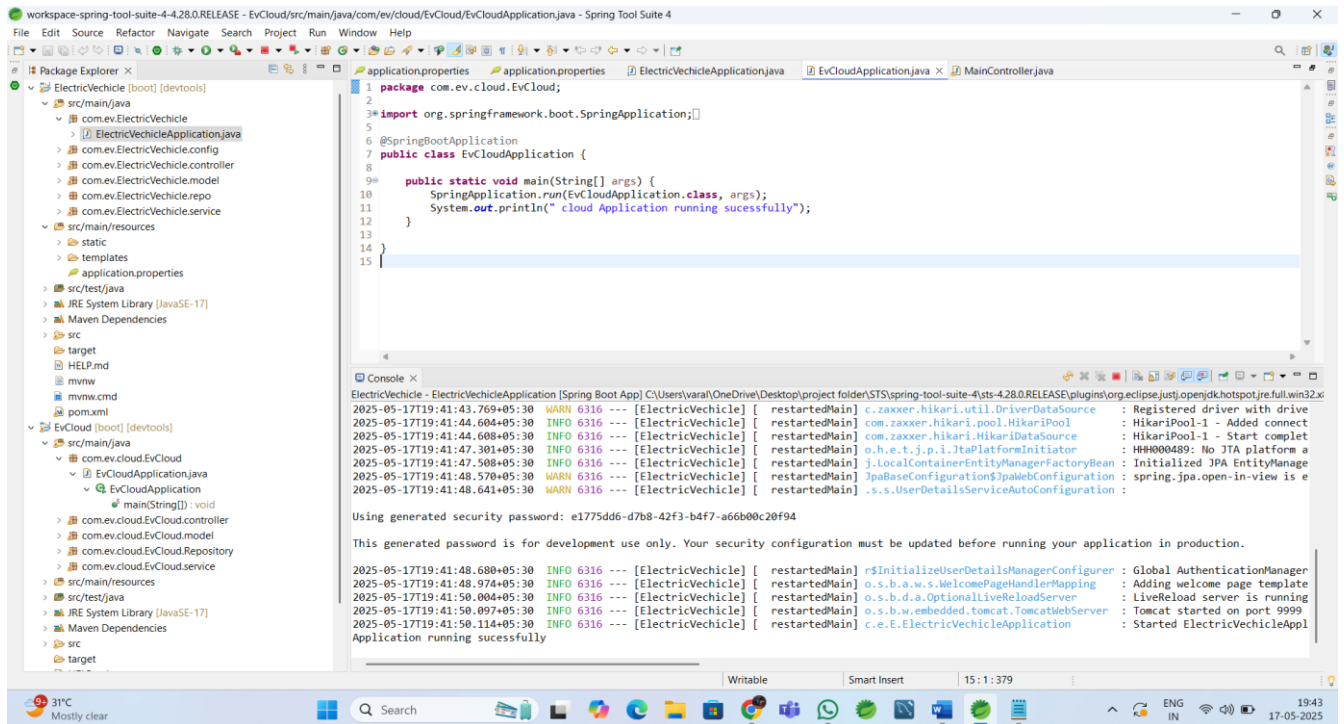 workspace-spring-tool-suite-4-4.28.0.RELEASE - EvCloud/src/main/java/com/ev/cloud/EvCloud/EvCloudApplication.java - Spring Tool Suite 4
File Edit Source Refactor Navigate Search Project Run Window Help
Package Explorer
ElectricVechicle [boot] [devtools]
src/main/java
com.ev.ElectricVechicle
ElectricVechicleApplication.java
com.ev.ElectricVechicle.config
com.ev.ElectricVechicle.controller
com.ev.ElectricVechicle.model
com.ev.ElectricVechicle.repo
com.ev.ElectricVechicle.service
src/main/resources
static
templates
application.properties
src/test/java
JRE System Library [JavaSE-17]
Maven Dependencies
src
target
HELP.md
mvnw
mvnw.cmd
pom.xml
EvCloud [boot] [devtools]
src/main/java
com.ev.cloud.EvCloud
EvCloudApplication.java
EvCloudApplication
main(String[]) : void
com.ev.cloud.EvCloud.controller
com.ev.cloud.EvCloud.model
com.ev.cloud.EvCloud.Repository
com.ev.cloud.EvCloud.service
src/main/resources
src/test/java
JRE System Library [JavaSE-17]
Maven Dependencies
src
target
application.properties application.properties ElectricVechicleApplication.java EvCloudApplication.java MainController.java
1 package com.ev.cloud.EvCloud;
2
3 import org.springframework.boot.SpringApplication;
5
6 @SpringBootApplication
7 public class EvCloudApplication {
8
9 public static void main(String[] args) {
10 SpringApplication.run(EvCloudApplication.class, args);
11 System.out.println(" cloud Application running sucessfully");
12 }
13
14 }
15
Console
ElectricVechicle - ElectricVechicleApplication [Spring Boot App] C:\Users\varal\OneDrive\Desktop\project folder\STS\spring-tool-suite-4\sts-4.28.0.RELEASE\plugins\org.eclipse.justj.openjdk.hotspot.jre.full.win32.x
2025-05-17T19:41:43.769+05:30 WARN 6316 --- [ElectricVechicle] [ restartedMain] c.zaxxer.hikari.util.DriverDataSource : Registered driver with drive
2025-05-17T19:41:44.604+05:30 INFO 6316 --- [ElectricVechicle] [ restartedMain] com.zaxxer.hikari.pool.HikariPool : HikariPool-1 - Added connect
2025-05-17T19:41:44.608+05:30 INFO 6316 --- [ElectricVechicle] [ restartedMain] com.zaxxer.hikari.HikariDataSource : HikariPool-1 - Start complet
2025-05-17T19:41:47.301+05:30 INFO 6316 --- [ElectricVechicle] [ restartedMain] o.h.e.t.j.p.i.JtaPlatformInitiator : HHH000489: No JTA platform a
2025-05-17T19:41:47.508+05:30 INFO 6316 --- [ElectricVechicle] [ restartedMain] j.LocalContainerEntityManagerFactoryBean : Initialized JPA EntityManage
2025-05-17T19:41:48.570+05:30 WARN 6316 --- [ElectricVechicle] [ restartedMain] JpaBaseConfiguration$JpaWebConfiguration : spring.jpa.open-in-view is e
2025-05-17T19:41:48.641+05:30 WARN 6316 --- [ElectricVechicle] [ restartedMain] .s.s.UserDetailsServiceAutoConfiguration :
Using generated security password: e1775dd6-d7b8-42f3-b4f7-a66b00c20f94
This generated password is for development use only. Your security configuration must be updated before running your application in production.
2025-05-17T19:41:48.680+05:30 INFO 6316 --- [ElectricVechicle] [ restartedMain] r$InitializeUserDetailsManagerConfigurer : Global AuthenticationManager
2025-05-17T19:41:48.974+05:30 INFO 6316 --- [ElectricVechicle] [ restartedMain] o.s.b.a.w.s.WelcomePageHandlerMapping : Adding welcome page template
2025-05-17T19:41:50.004+05:30 INFO 6316 --- [ElectricVechicle] [ restartedMain] o.s.b.d.a.OptionalLiveReloadServer : LiveReload server is running
2025-05-17T19:41:50.097+05:30 INFO 6316 --- [ElectricVechicle] [ restartedMain] o.s.b.w.embedded.tomcat.TomcatWebServer : Tomcat started on port 9999
2025-05-17T19:41:50.114+05:30 INFO 6316 --- [ElectricVechicle] [ restartedMain] c.e.E.ElectricVechicleApplication : Started ElectricVechicleAppl
Application running sucessfully
Writable Smart Insert 15 : 1 : 379
9+ 31°C
Mostly clear
Search
ENG
IN
19:43
17-05-2025